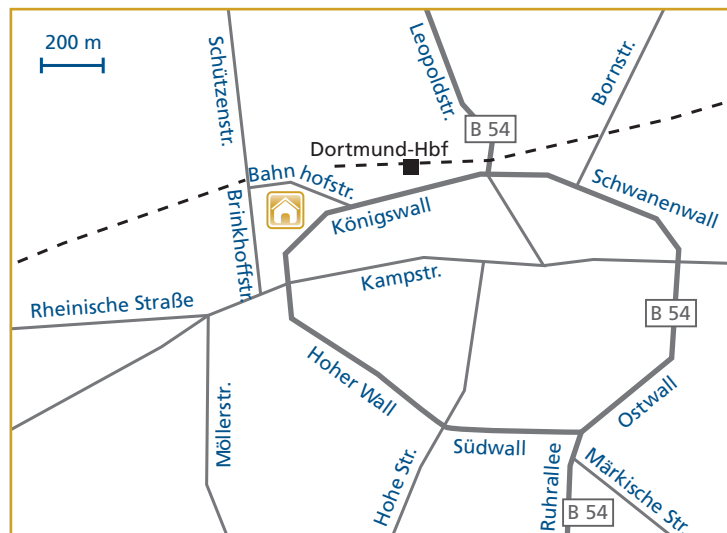 200 m
Schützenstr.
Leopoldstr.
Bornstr.
B 54
Dortmund-Hbf
Bahn hofstr.
Schwanenwall
Brinkhoffstr.
Königswall
Kampstr.
Rheinische Straße
B 54
Hoher Wall
Möllerstr.
Ostwall
Südwall
Hohe Str.
Ruhrallee
Märkische Str.
B 54